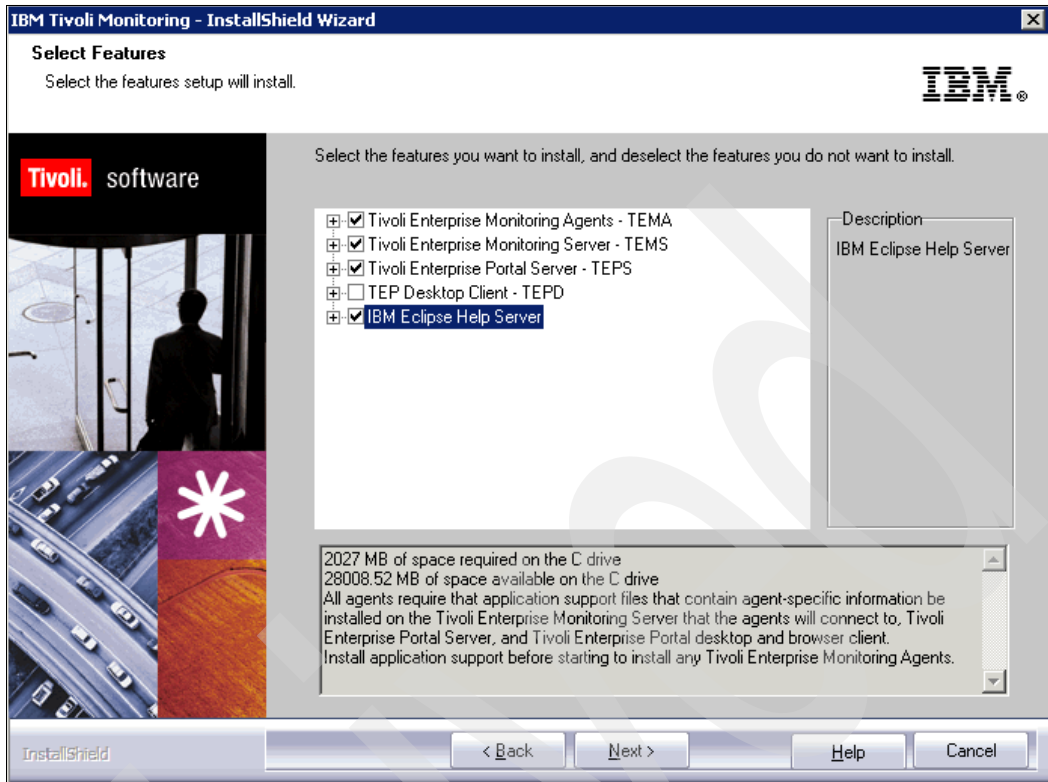 IBM Tivoli Monitoring - InstallShield Wizard
Select Features
Select the features setup will install.
IBM®
Tivoli. software
Select the features you want to install, and deselect the features you do not want to install.
Tivoli Enterprise Monitoring Agents - TEMA
Tivoli Enterprise Monitoring Server - TEMS
Tivoli Enterprise Portal Server - TEPS
TEP Desktop Client - TEPD
IBM Eclipse Help Server
Description
IBM Eclipse Help Server
2027 MB of space required on the C drive
28008.52 MB of space available on the C drive
All agents require that application support files that contain agent-specific information be
installed on the Tivoli Enterprise Monitoring Server that the agents will connect to, Tivoli
Enterprise Portal Server, and Tivoli Enterprise Portal desktop and browser client.
Install application support before starting to install any Tivoli Enterprise Monitoring Agents.
InstallShield
< Back
Next >
Help
Cancel